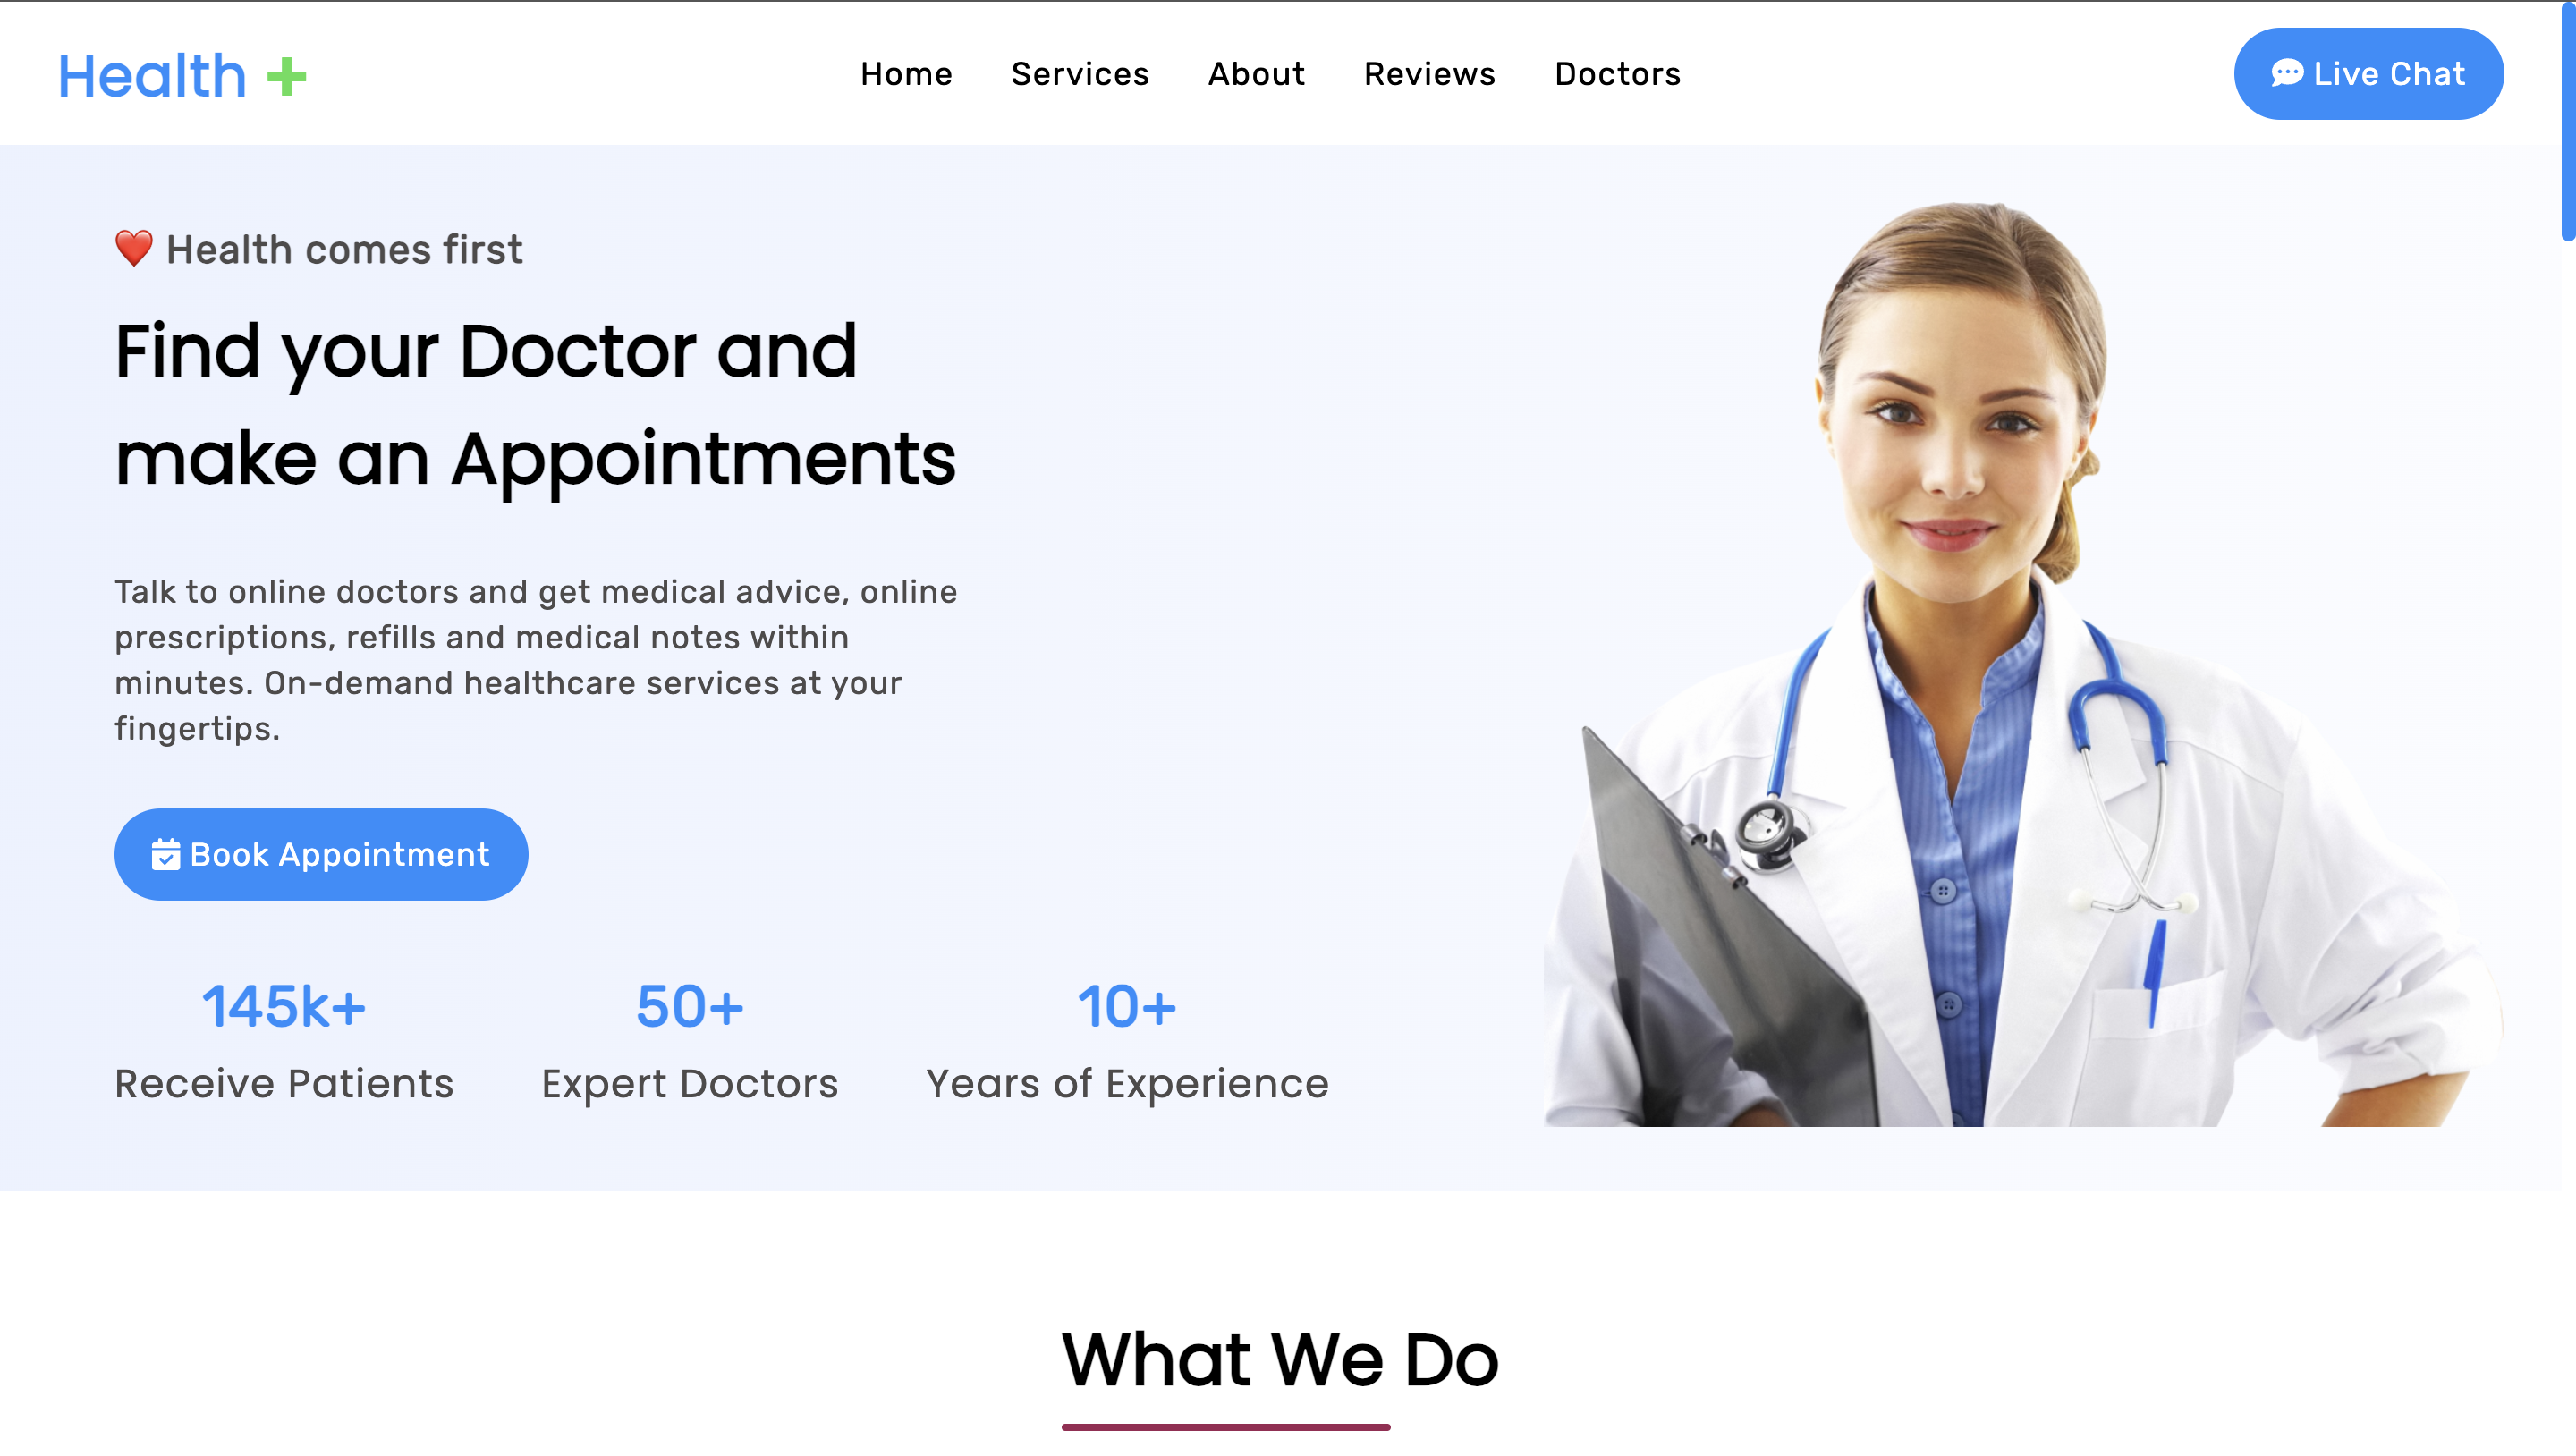 Health +
Home
Services
About
Reviews
Doctors
Live Chat
❤️ Health comes first
Find your Doctor and
make an Appointments
Talk to online doctors and get medical advice, online
prescriptions, refills and medical notes within
minutes. On-demand healthcare services at your
fingertips.
Book Appointment
145k+
Receive Patients
50+
Expert Doctors
10+
Years of Experience
What We Do